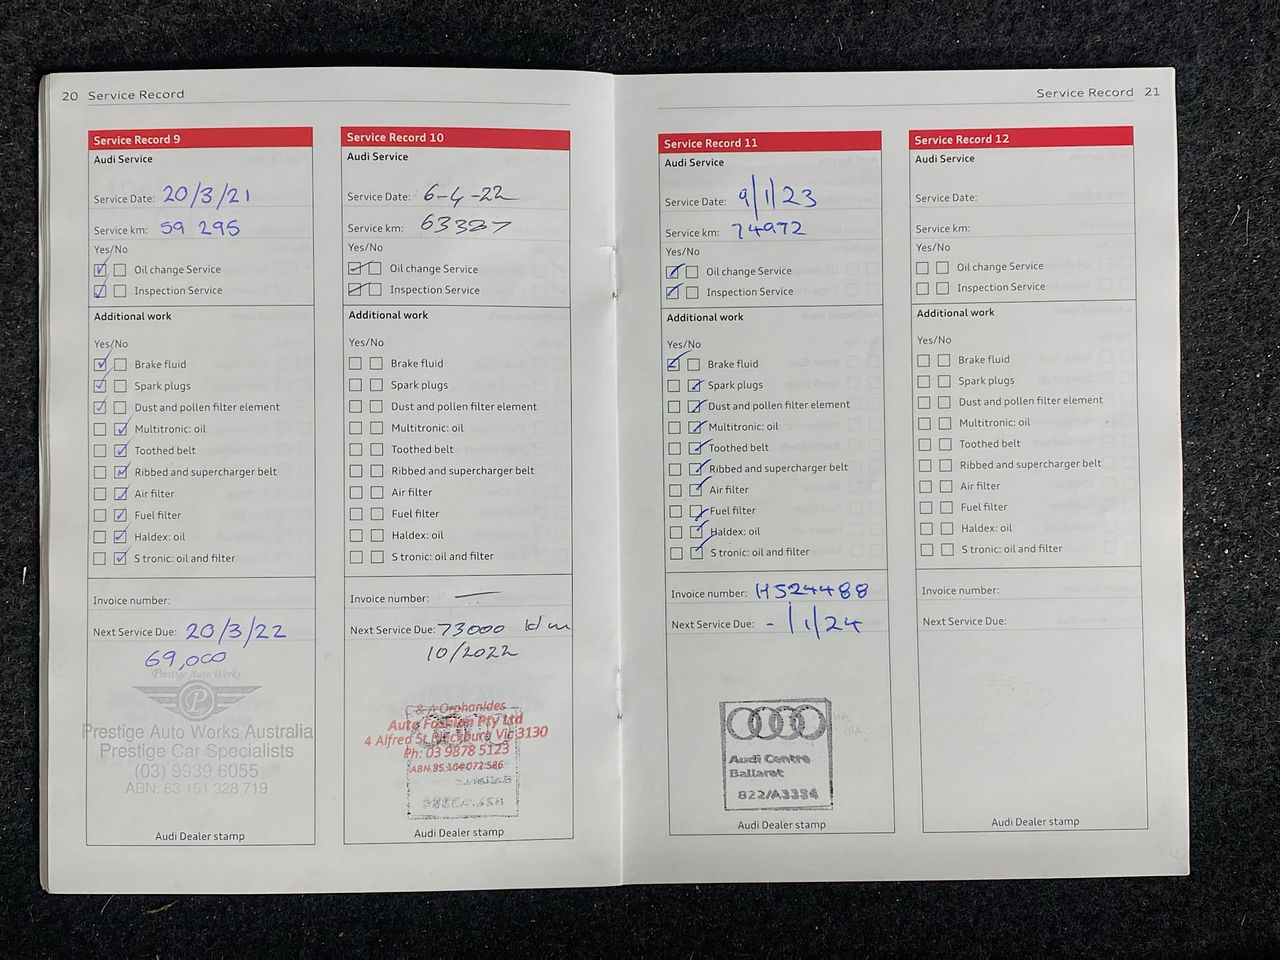 20 Service Record
Service Record 9
Audi Service
Service Date: 20/3/21
Service km: 59 295
Yes/No
Oil change Service
Inspection Service
Additional work
Yes/No
Brake fluid
Spark plugs
Dust and pollen filter element
Multitronic: oil
Toothed belt
Ribbed and supercharger belt
Air filter
Fuel filter
Haldex: oil
S tronic: oil and filter
Invoice number:
Next Service Due: 20/3/22
69,000
Prestige Auto Works
P
Prestige Auto Works Australia
Prestige Car Specialists
(03) 9939 6055
ABN: 63 151 328 719
Audi Dealer stamp
Service Record 10
Audi Service
Service Date: 6-4-22
Service km: 63327
Yes/No
Oil change Service
Inspection Service
Additional work
Yes/No
Brake fluid
Spark plugs
Dust and pollen filter element
Multitronic: oil
Toothed belt
Ribbed and supercharger belt
Air filter
Fuel filter
Haldex: oil
S tronic: oil and filter
Invoice number: —
Next Service Due: 73000 km
10/2022
C & A Orphanides
Auto Fashion Pty Ltd
4 Alfred St Blackburn Vic 3130
Ph: 03 9878 5123
ABN 85 104 072 586
Audi Dealer stamp
Service Record 21
Service Record 11
Audi Service
Service Date: 9/1/23
Service km: 74972
Yes/No
Oil change Service
Inspection Service
Additional work
Yes/No
Brake fluid
Spark plugs
Dust and pollen filter element
Multitronic: oil
Toothed belt
Ribbed and supercharger belt
Air filter
Fuel filter
Haldex: oil
S tronic: oil and filter
Invoice number: H524488
Next Service Due: -/1/24
Audi Centre
Ballarat
822/A3354
Audi Dealer stamp
Service Record 12
Audi Service
Service Date:
Service km:
Yes/No
Oil change Service
Inspection Service
Additional work
Yes/No
Brake fluid
Spark plugs
Dust and pollen filter element
Multitronic: oil
Toothed belt
Ribbed and supercharger belt
Air filter
Fuel filter
Haldex: oil
S tronic: oil and filter
Invoice number:
Next Service Due:
Audi Dealer stamp